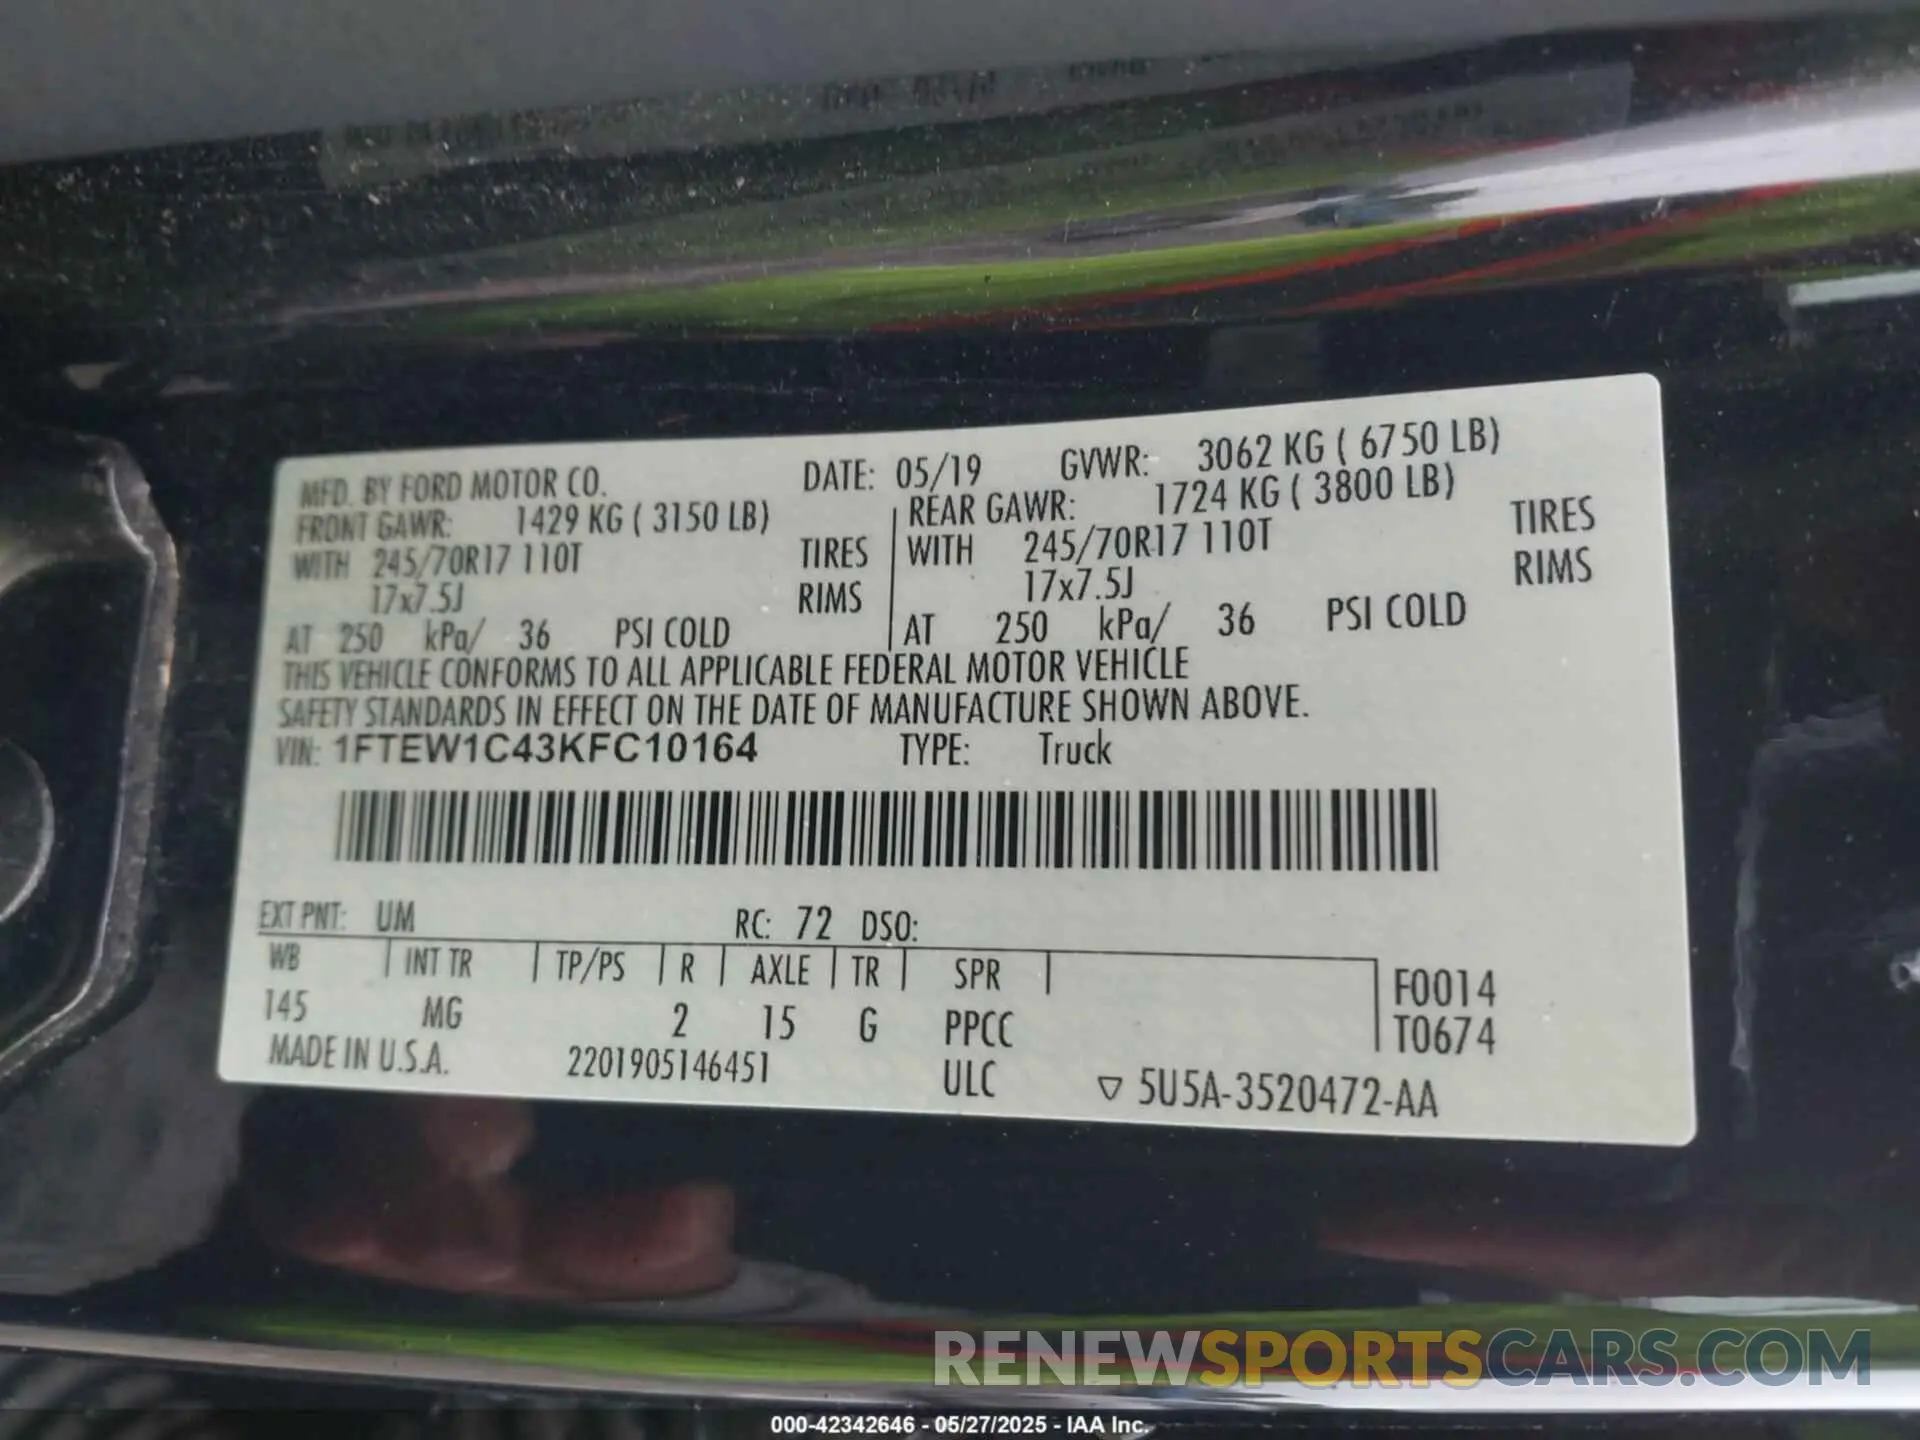 MFD. BY FORD MOTOR CO. DATE: 05/19 GVWR: 3062 KG ( 6750 LB)
FRONT GAWR: 1429 KG ( 3150 LB) REAR GAWR: 1724 KG ( 3800 LB)
WITH 245/70R17 110T TIRES WITH 245/70R17 110T TIRES
17x7.5J RIMS 17x7.5J RIMS
AT 250 kPa/ 36 PSI COLD AT 250 kPa/ 36 PSI COLD
THIS VEHICLE CONFORMS TO ALL APPLICABLE FEDERAL MOTOR VEHICLE
SAFETY STANDARDS IN EFFECT ON THE DATE OF MANUFACTURE SHOWN ABOVE.
VIN: 1FTEW1C43KFC10164 TYPE: Truck
EXT PNT: UM RC: 72 DSO:
WB INT TR TP/PS R AXLE TR SPR F0014
145 MG 2 15 G PPCC T0674
MADE IN U.S.A. 2201905146451 ULC ▽ 5U5A-3520472-AA
RENEWSPORTSCARS.COM
000-42342646 - 05/27/2025 - IAA Inc.